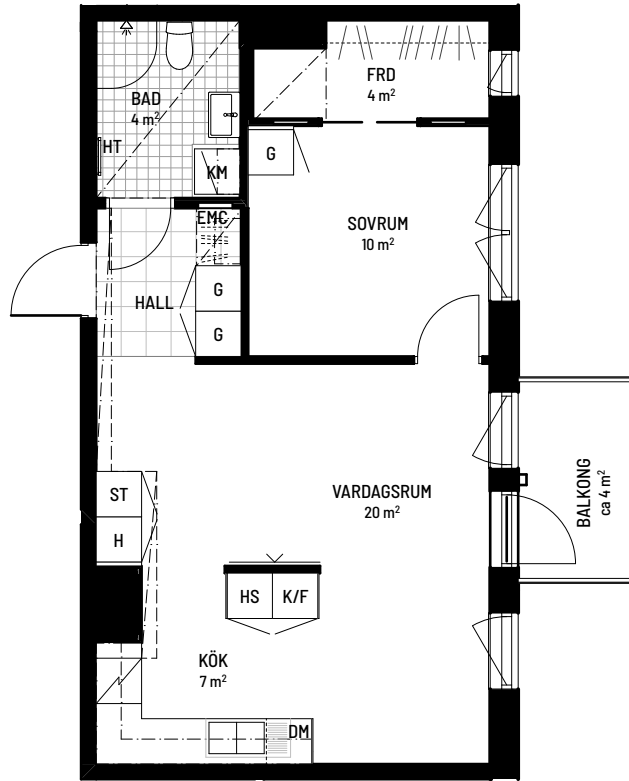 BAD
4 m²
HT
KM
FRD
4 m²
G
SOVRUM
10 m²
EMC
HALL
G
G
ST
H
VARDAGSRUM
20 m²
BALKONG
ca 4 m²
HS
K/F
KÖK
7 m²
DM